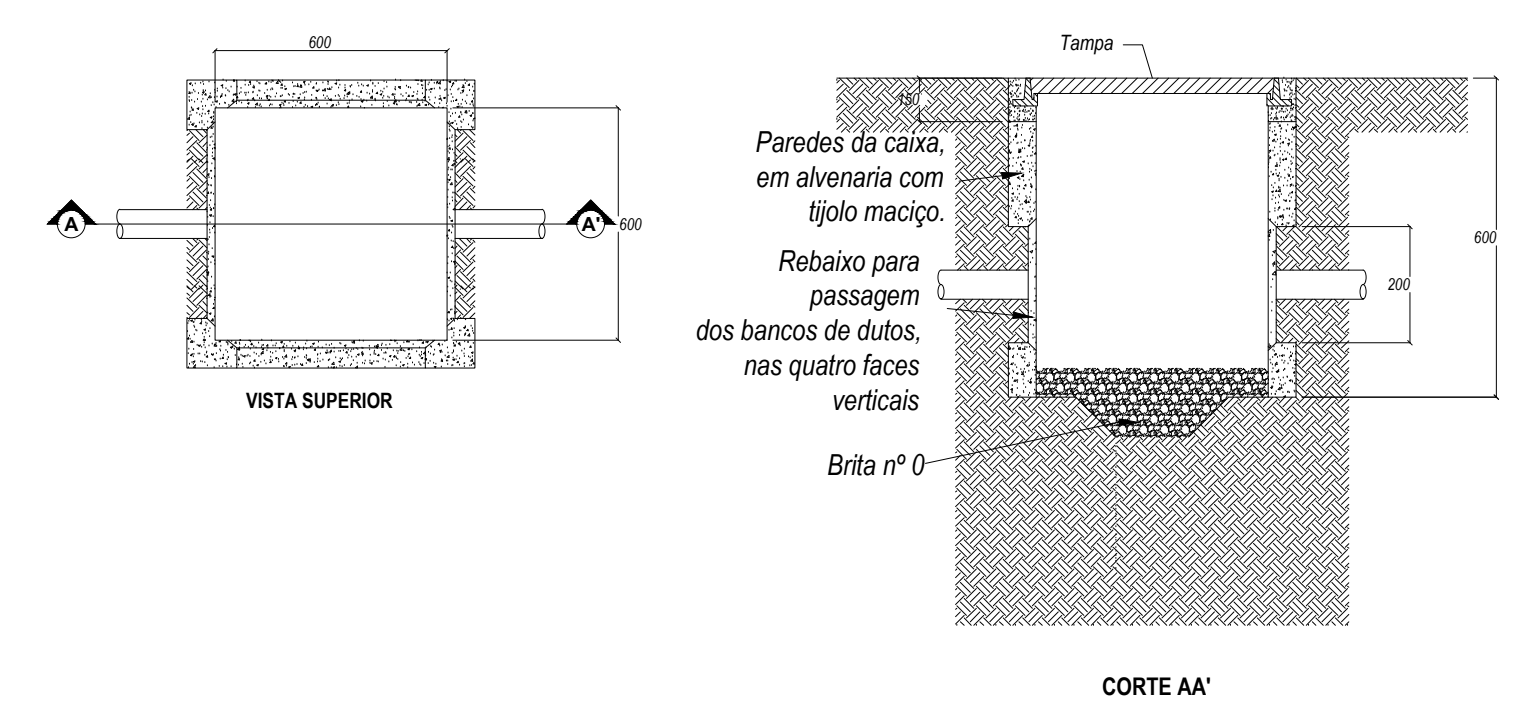 600
600
A
A'
VISTA SUPERIOR
Tampa
150
Paredes da caixa,
em alvenaria com
tijolo maciço.
Rebaixo para
passagem
dos bancos de dutos,
nas quatro faces
verticais
Brita nº 0
200
600
CORTE AA'